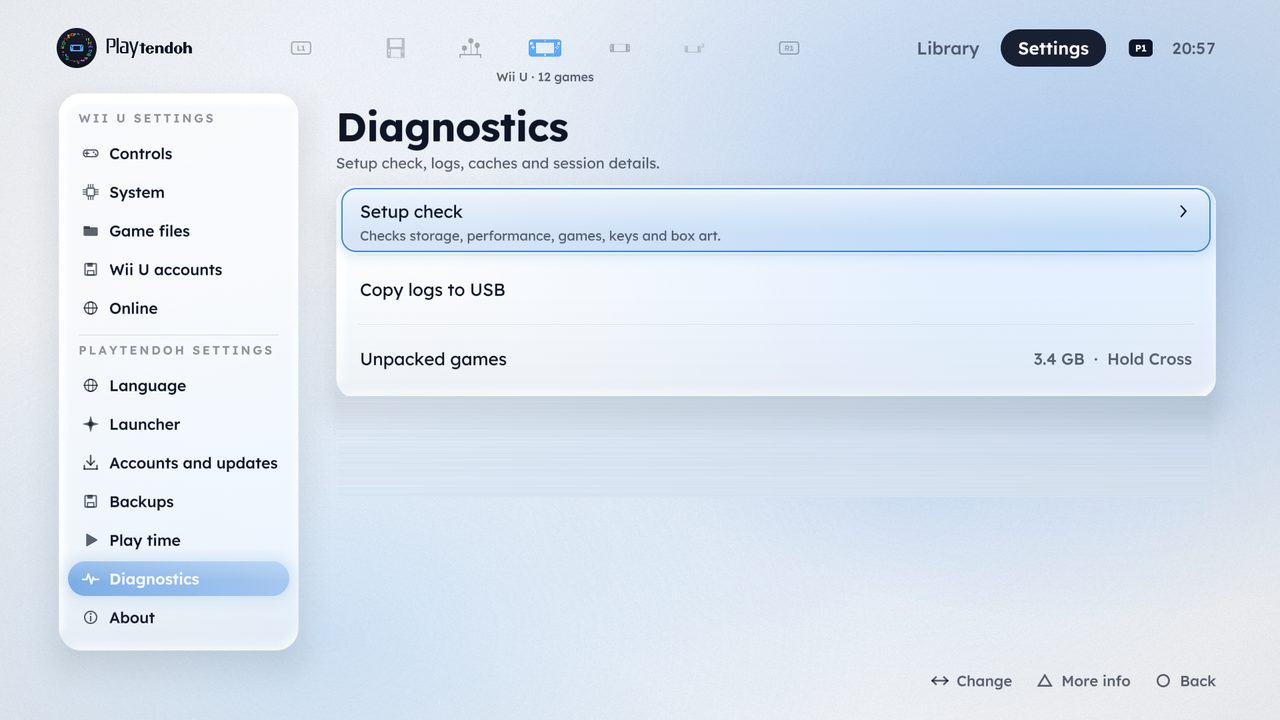 Playtendoh
L1
R1
Library
Settings
P1
20:57
Wii U · 12 games
WII U SETTINGS
Controls
System
Game files
Wii U accounts
Online
PLAYTENDOH SETTINGS
Language
Launcher
Accounts and updates
Backups
Play time
Diagnostics
About
Diagnostics
Setup check, logs, caches and session details.
Setup check
Checks storage, performance, games, keys and box art.
Copy logs to USB
Unpacked games
3.4 GB · Hold Cross
Change
More info
Back